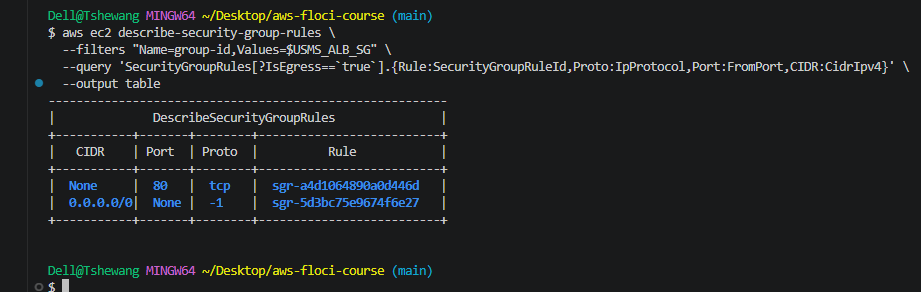 Dell@Tshewang MINGW64 ~/Desktop/aws-floci-course (main)
$ aws ec2 describe-security-group-rules \
  --filters "Name=group-id,Values=$USMS_ALB_SG" \
  --query 'SecurityGroupRules[?IsEgress==`true`].{Rule:SecurityGroupRuleId,Proto:IpProtocol,Port:FromPort,CIDR:CidrIpv4}' \
  --output table
-----------------------------------------------------------
|               DescribeSecurityGroupRules                |
+-----------+-------+--------+--------------------------+
|   CIDR    | Port  | Proto  |          Rule            |
+-----------+-------+--------+--------------------------+
|  None     |  80   |  tcp   |  sgr-a4d1064890a0d446d   |
|  0.0.0.0/0|  None |  -1    |  sgr-5d3bc75e9674f6e27   |
+-----------+-------+--------+--------------------------+
Dell@Tshewang MINGW64 ~/Desktop/aws-floci-course (main)
$